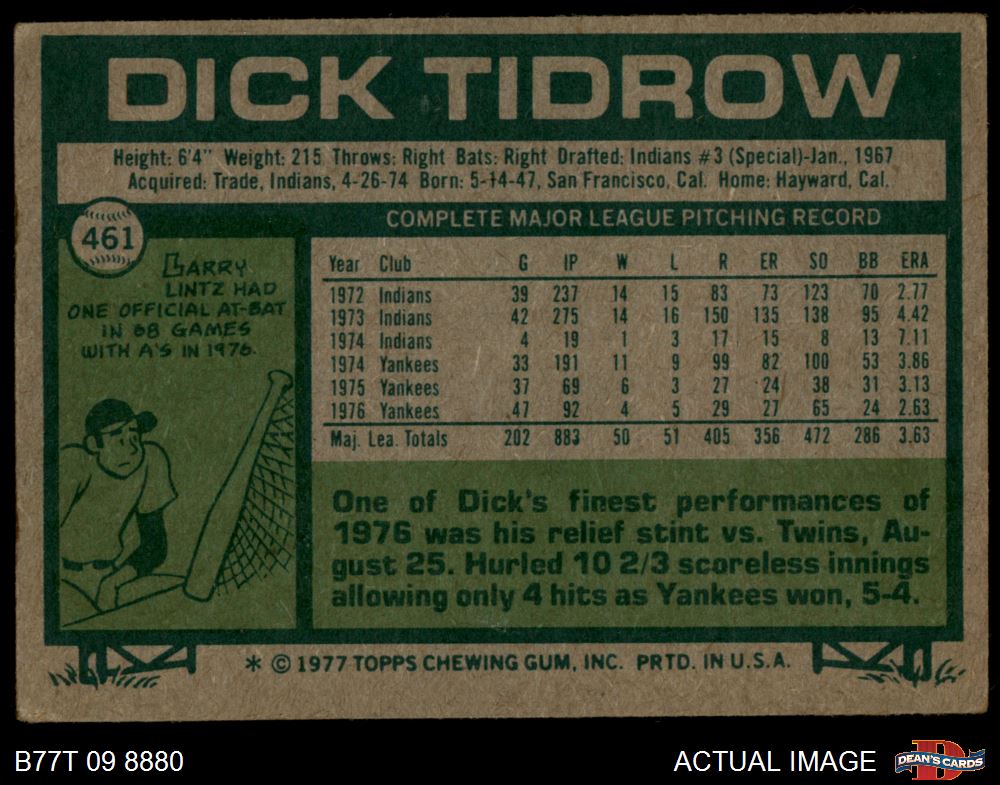 DICK TIDROW
Height: 6'4" Weight: 215 Throws: Right Bats: Right Drafted: Indians #3 (Special)-Jan., 1967
Acquired: Trade, Indians, 4-26-74 Born: 5-14-47, San Francisco, Cal. Home: Hayward, Cal.
461
COMPLETE MAJOR LEAGUE PITCHING RECORD
GARRY
LINTZ HAD
ONE OFFICIAL AT-BAT
IN 68 GAMES
WITH A'S IN 1976.
Year Club G IP W L R ER SO BB ERA
1972 Indians 39 237 14 15 83 73 123 70 2.77
1973 Indians 42 275 14 16 150 135 138 95 4.42
1974 Indians 4 19 1 3 17 15 8 13 7.11
1974 Yankees 33 191 11 9 99 82 100 53 3.86
1975 Yankees 37 69 6 3 27 24 38 31 3.13
1976 Yankees 47 92 4 5 29 27 65 24 2.63
Maj. Lea. Totals 202 883 50 51 405 356 472 286 3.63
One of Dick's finest performances of
1976 was his relief stint vs. Twins, Au-
gust 25. Hurled 10 2/3 scoreless innings
allowing only 4 hits as Yankees won, 5-4.
* © 1977 TOPPS CHEWING GUM, INC. PRTD. IN U.S.A.
B77T 09 8880
ACTUAL IMAGE
DEAN'S CARDS